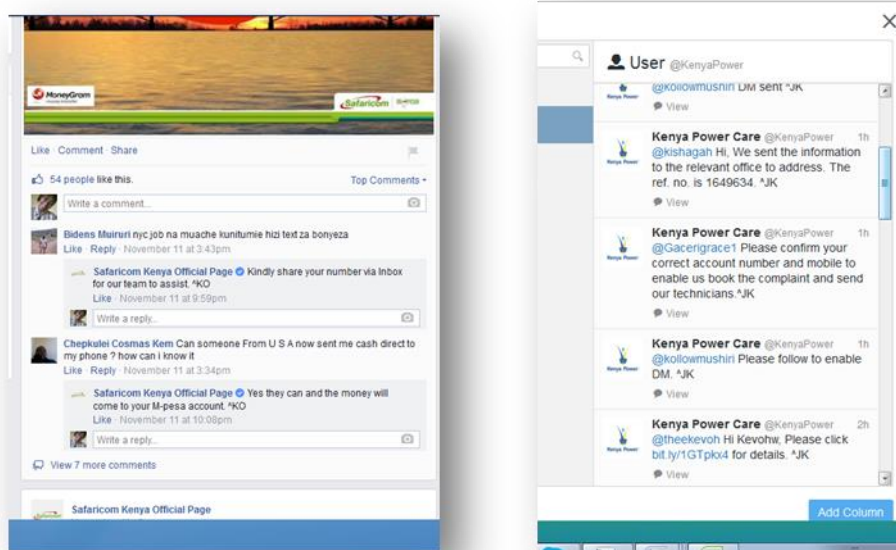 MoneyGram
Safaricom
Like · Comment · Share
54 people like this.
Top Comments
Write a comment...
Bidens Muiruri nyc job na muache kunitumie hizi text za bonyeza
Like · Reply · November 11 at 3:43pm
Safaricom Kenya Official Page Kindly share your number via Inbox
for our team to assist. ^KO
Like · November 11 at 9:59pm
Write a reply...
Chepkulei Cosmas Kem Can someone From U S A now sent me cash direct to
my phone ? how can i know it
Like · Reply · November 11 at 3:34pm
Safaricom Kenya Official Page Yes they can and the money will
come to your M-pesa account. ^KO
Like · November 11 at 10:08pm
Write a reply...
View 7 more comments
Safaricom Kenya Official Page
User @KenyaPower
@kollowmushiri DM sent ^JK
View
Kenya Power Care @KenyaPower 1h
@kishagah Hi, We sent the information
to the relevant office to address. The
ref. no. is 1649634. ^JK
View
Kenya Power Care @KenyaPower 1h
@Gacerigrace1 Please confirm your
correct account number and mobile to
enable us book the complaint and send
our technicians.^JK
View
Kenya Power Care @KenyaPower 1h
@kollowmushiri Please follow to enable
DM. ^JK
View
Kenya Power Care @KenyaPower 2h
@theekevoh Hi Kevohw, Please click
bit.ly/1GTpkx4 for details. ^JK
View
Add Column